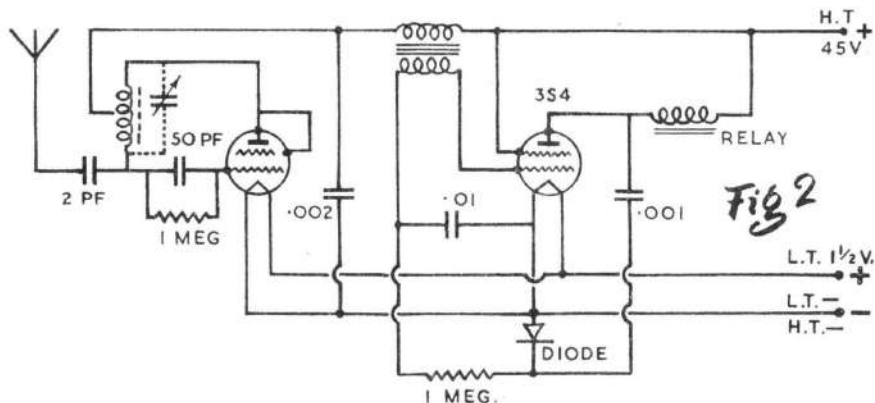 H.T +
45V
3S4
50 PF
RELAY
2 PF
.002
.01
.001
Fig 2
1 MEG
L.T. 1½ V. +
L.T. —
H.T. —
DIODE
1 MEG.